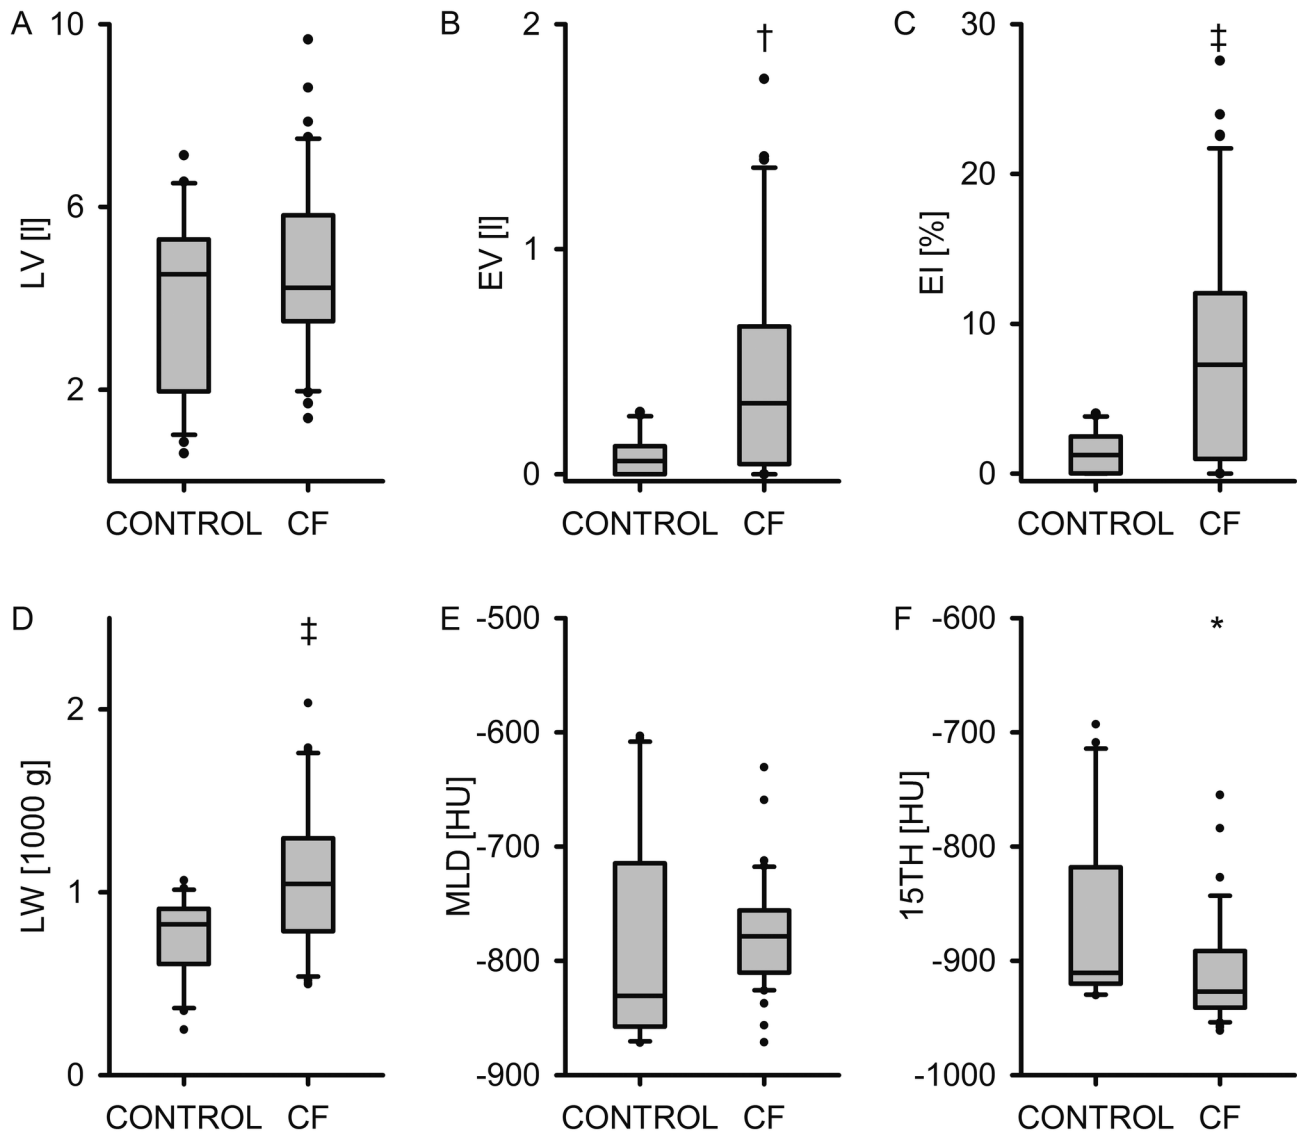 A
10
6
2
LV [l]
CONTROL CF
B
2
1
0
EV [l]
†
CONTROL CF
C
30
20
10
0
EI [%]
‡
CONTROL CF
D
2
1
0
LW [1000 g]
‡
CONTROL CF
E
-500
-600
-700
-800
-900
MLD [HU]
CONTROL CF
F
-600
-700
-800
-900
-1000
15TH [HU]
*
CONTROL CF